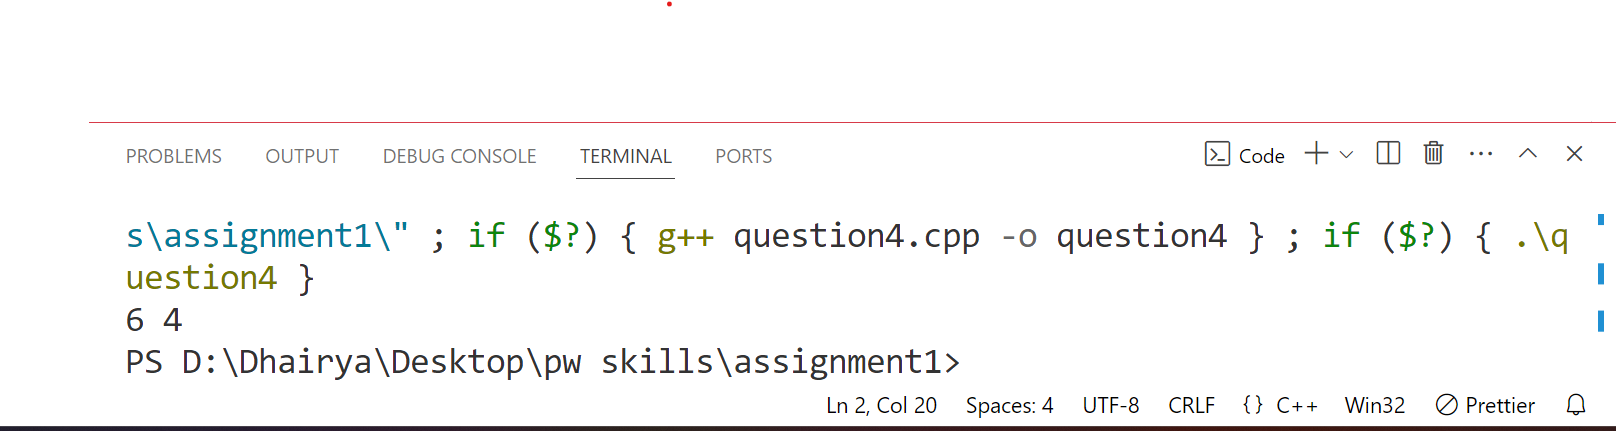 PROBLEMS OUTPUT DEBUG CONSOLE TERMINAL PORTS Code
s\assignment1\" ; if ($?) { g++ question4.cpp -o question4 } ; if ($?) { .\q
uestion4 }
6 4
PS D:\Dhairya\Desktop\pw skills\assignment1>
Ln 2, Col 20 Spaces: 4 UTF-8 CRLF {} C++ Win32 Prettier